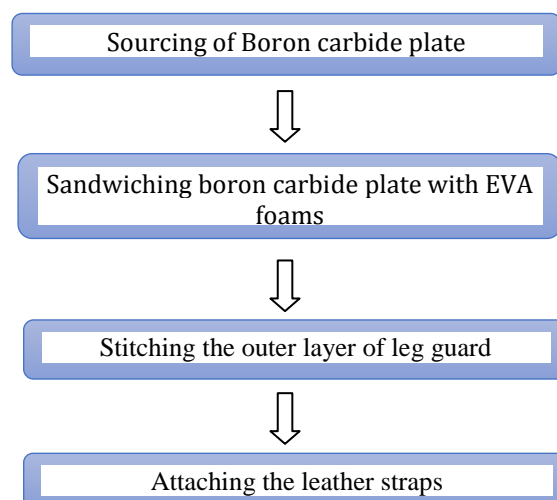 Sourcing of Boron carbide plate
Sandwiching boron carbide plate with EVA
foams
Stitching the outer layer of leg guard
Attaching the leather straps